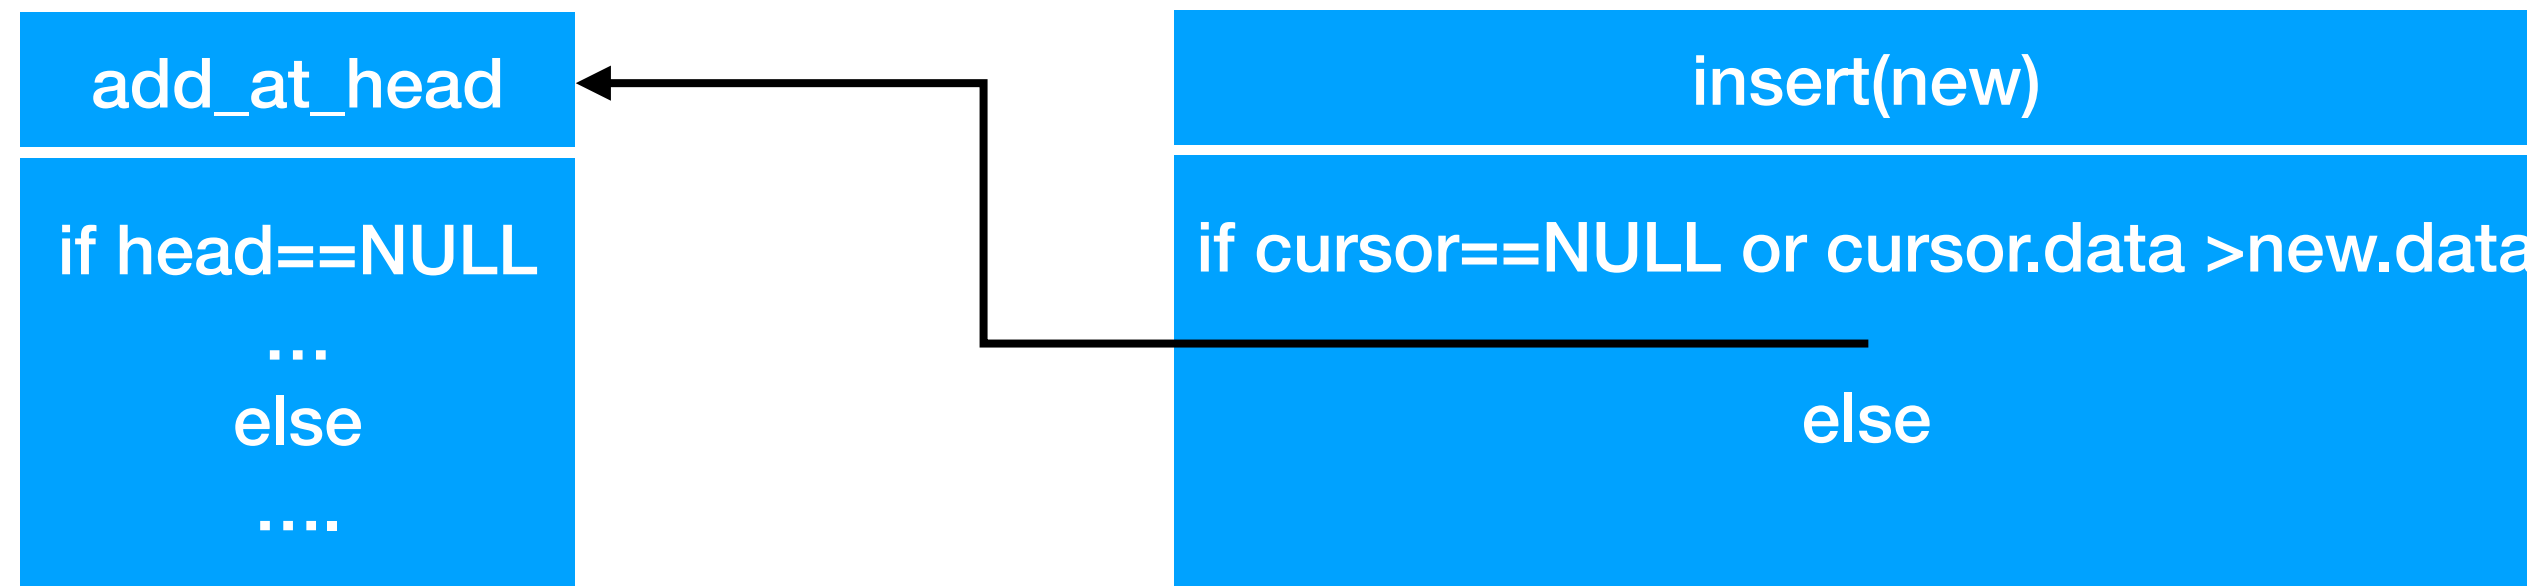 add_at_head
if head==NULL
...
else
....
insert(new)
if cursor==NULL or cursor.data >new.data
else